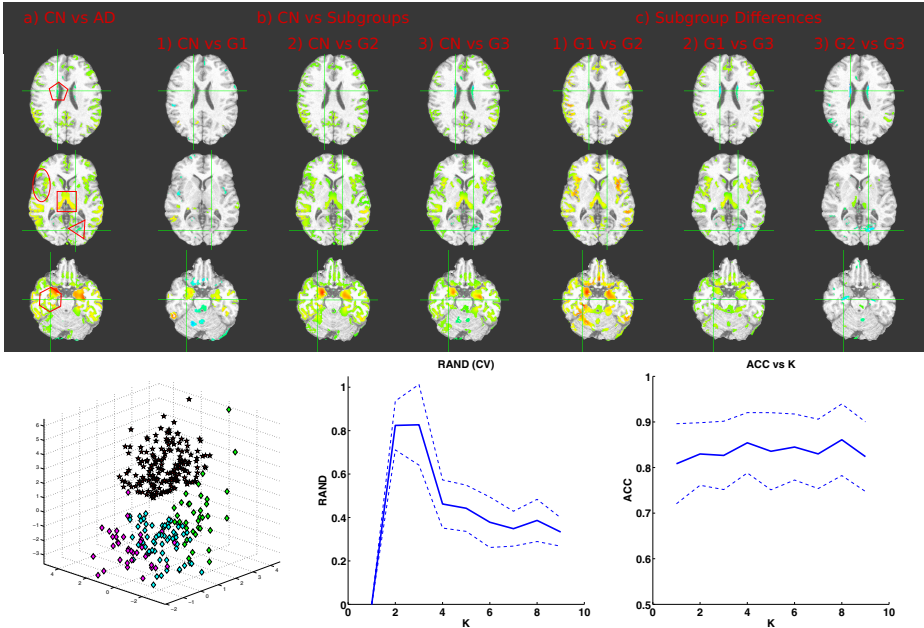 a) CN vs AD b) CN vs Subgroups c) Subgroup Differences
1) CN vs G1 2) CN vs G2 3) CN vs G3 1) G1 vs G2 2) G1 vs G3 3) G2 vs G3
6
5
4
3
2
1
0
-1
-2
-3
4 2 0 -2
-2 0 2 4
RAND (CV)
1
0.8
0.6
0.4
0.2
0
RAND
0 2 4 6 8 10
K
ACC vs K
1
0.9
0.8
0.7
0.6
0.5
ACC
0 2 4 6 8 10
K